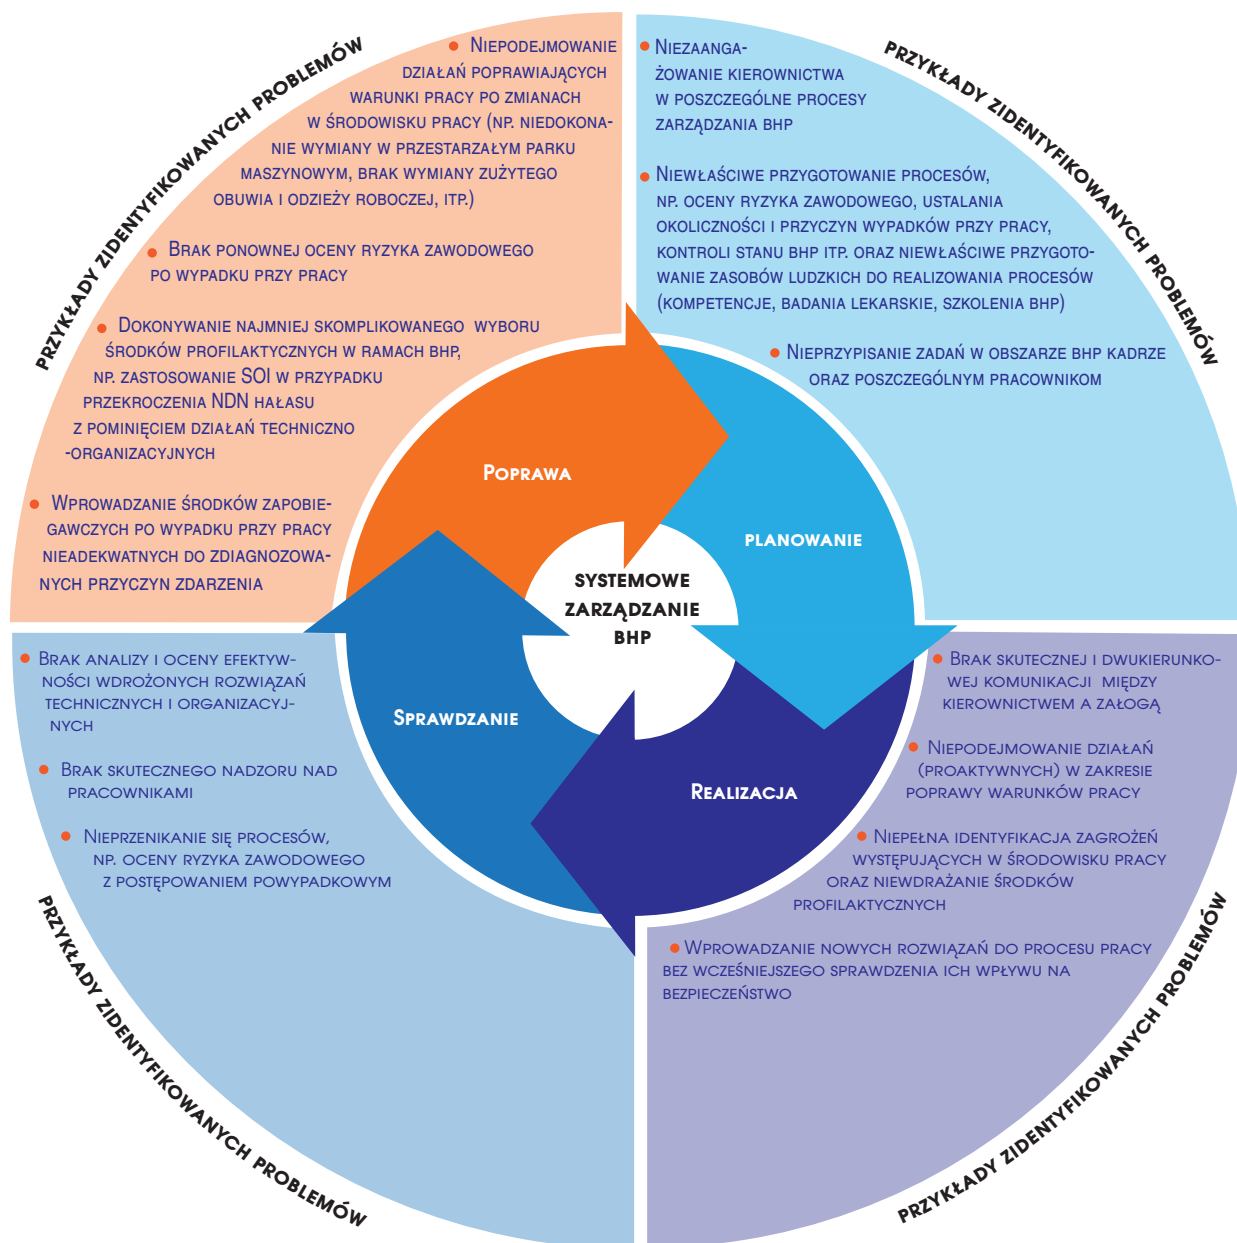 PRZYKŁADY ZIDENTYFIKOWANYCH PROBLEMÓW
• NIEPODEJMOWANIE
DZIAŁAŃ POPRAWIAJĄCYCH
WARUNKI PRACY PO ZMIANACH
W ŚRODOWISKU PRACY (NP. NIEDOKONA-
NIE WYMIANY W PRZESTARZAŁYM PARKU
MASZYNOWYM, BRAK WYMIANY ZUŻYTEGO
OBUWIA I ODZIEŻY ROBOCZEJ, ITP.)
• BRAK PONOWNEJ OCENY RYZYKA ZAWODOWEGO
PO WYPADKU PRZY PRACY
• DOKONYWANIE NAJMNIEJ SKOMPLIKOWANEGO WYBORU
ŚRODKÓW PROFILAKTYCZNYCH W RAMACH BHP,
NP. ZASTOSOWANIE SOI W PRZYPADKU
PRZEKROCZENIA NDN HAŁASU
Z POMINIĘCIEM DZIAŁAŃ TECHNICZNO
-ORGANIZACYJNYCH
• WPROWADZANIE ŚRODKÓW ZAPOBIE-
GAWCZYCH PO WYPADKU PRZY PRACY
NIEADEKWATNYCH DO ZDIAGNOZOWA-
NYCH PRZYCZYN ZDARZENIA
PRZYKŁADY ZIDENTYFIKOWANYCH PROBLEMÓW
• NIEZAANGA-
ŻOWANIE KIEROWNICTWA
W POSZCZEGÓLNE PROCESY
ZARZĄDZANIA BHP
• NIEWŁAŚCIWE PRZYGOTOWANIE PROCESÓW,
NP. OCENY RYZYKA ZAWODOWEGO, USTALANIA
OKOLICZNOŚCI I PRZYCZYN WYPADKÓW PRZY PRACY,
KONTROLI STANU BHP ITP. ORAZ NIEWŁAŚCIWE PRZYGOTO-
WANIE ZASOBÓW LUDZKICH DO REALIZOWANIA PROCESÓW
(KOMPETENCJE, BADANIA LEKARSKIE, SZKOLENIA BHP)
• NIEPRZYPISANIE ZADAŃ W OBSZARZE BHP KADRZE
ORAZ POSZCZEGÓLNYM PRACOWNIKOM
POPRAWA
PLANOWANIE
SYSTEMOWE
ZARZĄDZANIE
BHP
SPRAWDZANIE
REALIZACJA
• BRAK ANALIZY I OCENY EFEKTYW-
NOŚCI WDROŻONYCH ROZWIĄZAŃ
TECHNICZNYCH I ORGANIZACYJ-
NYCH
• BRAK SKUTECZNEGO NADZORU NAD
PRACOWNIKAMI
• NIEPRZENIKANIE SIĘ PROCESÓW,
NP. OCENY RYZYKA ZAWODOWEGO
Z POSTĘPOWANIEM POWYPADKOWYM
PRZYKŁADY ZIDENTYFIKOWANYCH PROBLEMÓW
• BRAK SKUTECZNEJ I DWUKIERUNKO-
WEJ KOMUNIKACJI MIĘDZY
KIEROWNICTWEM A ZAŁOGĄ
• NIEPODEJMOWANIE DZIAŁAŃ
(PROAKTYWNYCH) W ZAKRESIE
POPRAWY WARUNKÓW PRACY
• NIEPEŁNA IDENTYFIKACJA ZAGROŻEŃ
WYSTĘPUJĄCYCH W ŚRODOWISKU PRACY
ORAZ NIEWDRAŻANIE ŚRODKÓW
PROFILAKTYCZNYCH
• WPROWADZANIE NOWYCH ROZWIĄZAŃ DO PROCESU PRACY
BEZ WCZEŚNIEJSZEGO SPRAWDZENIA ICH WPŁYWU NA
BEZPIECZEŃSTWO
PRZYKŁADY ZIDENTYFIKOWANYCH PROBLEMÓW